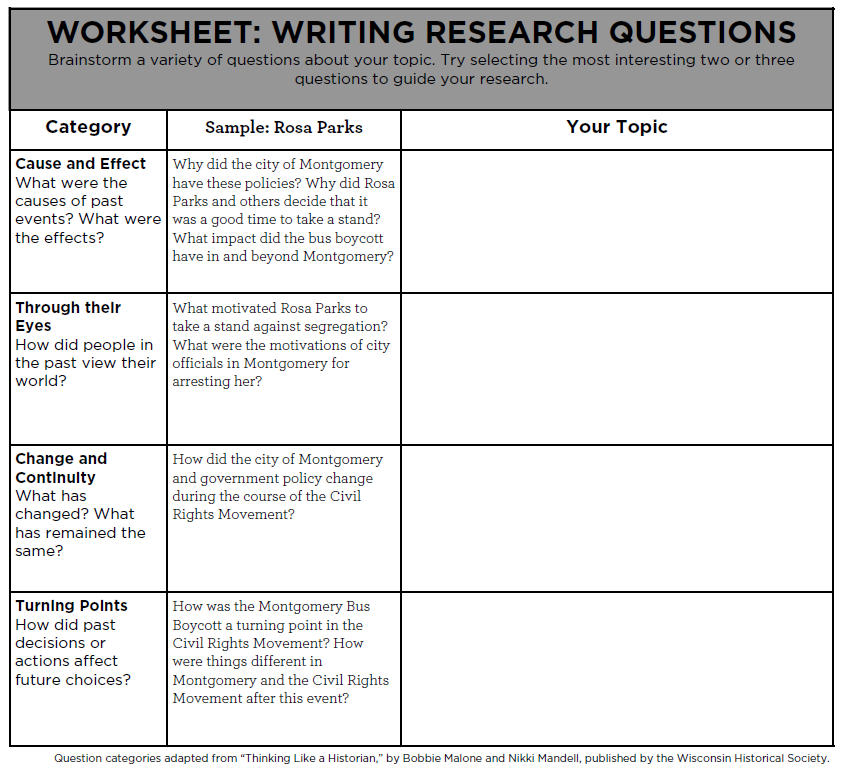 WORKSHEET: WRITING RESEARCH QUESTIONS
Brainstorm a variety of questions about your topic. Try selecting the most interesting two or three
questions to guide your research.
Category
Sample: Rosa Parks
Your Topic
Cause and Effect
What were the
causes of past
events? What were
the effects?
Why did the city of Montgomery
have these policies? Why did Rosa
Parks and others decide that it
was a good time to take a stand?
What impact did the bus boycott
have in and beyond Montgomery?
Through their
Eyes
How did people in
the past view their
world?
What motivated Rosa Parks to
take a stand against segregation?
What were the motivations of city
officials in Montgomery for
arresting her?
Change and
Continuity
What has
changed? What
has remained the
same?
How did the city of Montgomery
and government policy change
during the course of the Civil
Rights Movement?
Turning Points
How did past
decisions or
actions affect
future choices?
How was the Montgomery Bus
Boycott a turning point in the
Civil Rights Movement? How
were things different in
Montgomery and the Civil Rights
Movement after this event?
Question categories adapted from “Thinking Like a Historian,” by Bobbie Malone and Nikki Mandell, published by the Wisconsin Historical Society.